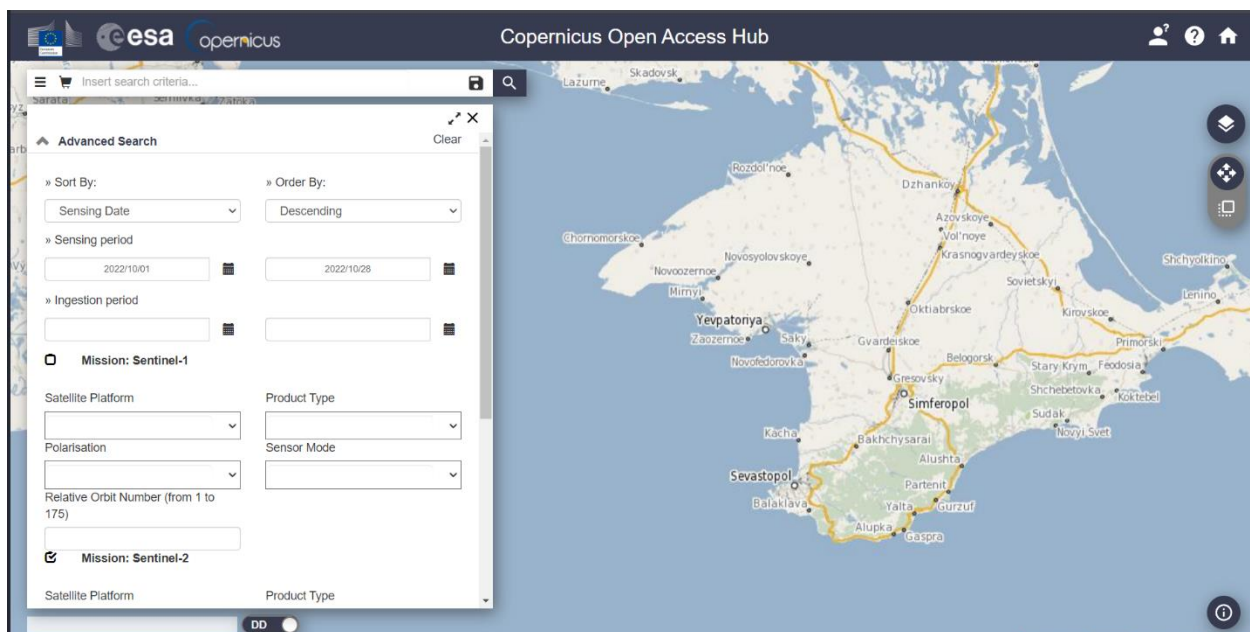 esa
opernicus
Copernicus Open Access Hub
Insert search criteria...
Advanced Search
Clear
» Sort By:
» Order By:
Sensing Date
Descending
» Sensing period
2022/10/01
2022/10/28
» Ingestion period
Mission: Sentinel-1
Satellite Platform
Product Type
Polarisation
Sensor Mode
Relative Orbit Number (from 1 to
175)
Mission: Sentinel-2
Satellite Platform
Product Type
DD
Lazurne
Skadovsk
Sarata
Zatoka
Rozdol'noe
Dzhankoy
Azovskoye
Vol'noye
Krasnogvardeyskoe
Chornomorskoe
Novosyolovskoye
Novoozernoe
Mirnyi
Sovietskyi
Shchyolkino
Lenino
Yevpatoriya
Oktiabrskoe
Kirovskoe
Zaozernoe
Saky
Gvardeiskoe
Primorski
Novofedorovka
Belogorsk
Stary Krym
Feodosia
Gresovsky
Simferopol
Shchebetovka
Koktebel
Sudak
Novyi Svet
Kacha
Bakhchysarai
Alushta
Sevastopol
Partenit
Balaklava
Yalta
Gurzuf
Alupka
Gaspra